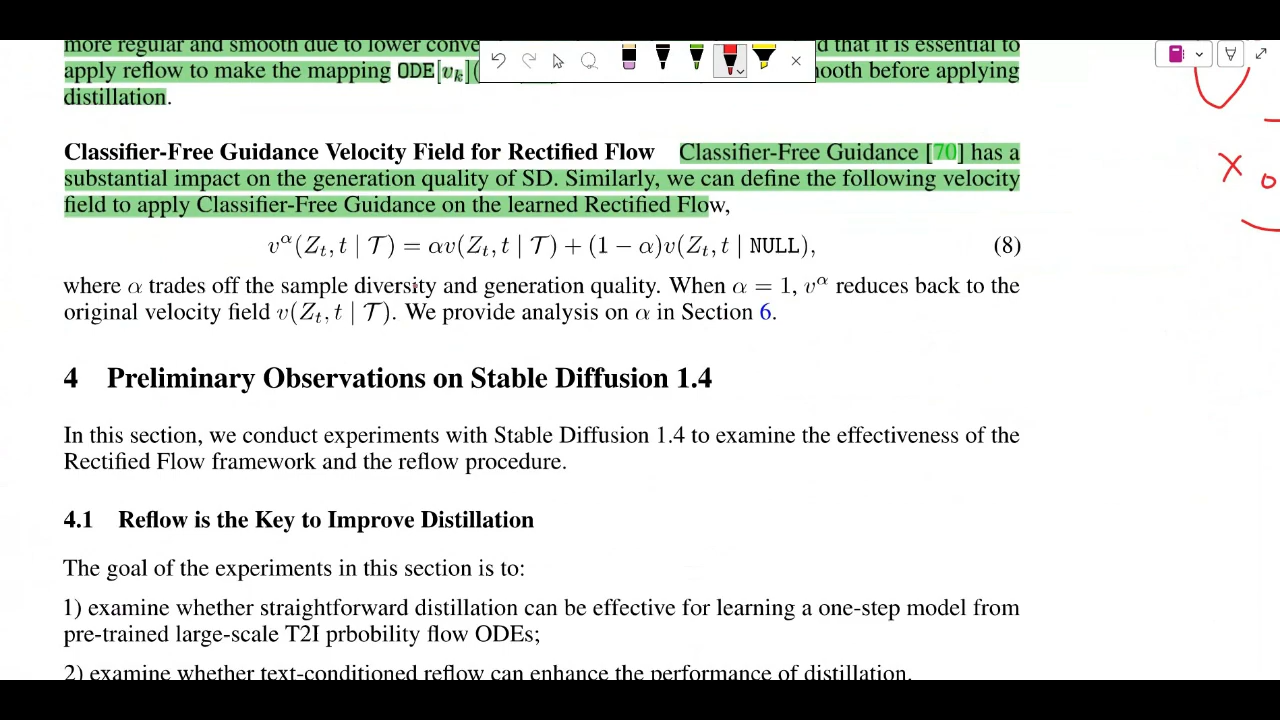 more regular and smooth due to lower conve d that it is essential to
apply reflow to make the mapping ODE[v_k]( mooth before applying
distillation.
Classifier-Free Guidance Velocity Field for Rectified Flow Classifier-Free Guidance [70] has a
substantial impact on the generation quality of SD. Similarly, we can define the following velocity
field to apply Classifier-Free Guidance on the learned Rectified Flow,
v^α(Z_t, t | 𝒯) = αv(Z_t, t | 𝒯) + (1 − α)v(Z_t, t | NULL), (8)
where α trades off the sample diversity and generation quality. When α = 1, v^α reduces back to the
original velocity field v(Z_t, t | 𝒯). We provide analysis on α in Section 6.
4 Preliminary Observations on Stable Diffusion 1.4
In this section, we conduct experiments with Stable Diffusion 1.4 to examine the effectiveness of the
Rectified Flow framework and the reflow procedure.
4.1 Reflow is the Key to Improve Distillation
The goal of the experiments in this section is to:
1) examine whether straightforward distillation can be effective for learning a one-step model from
pre-trained large-scale T2I prbobility flow ODEs;
2) examine whether text-conditioned reflow can enhance the performance of distillation.